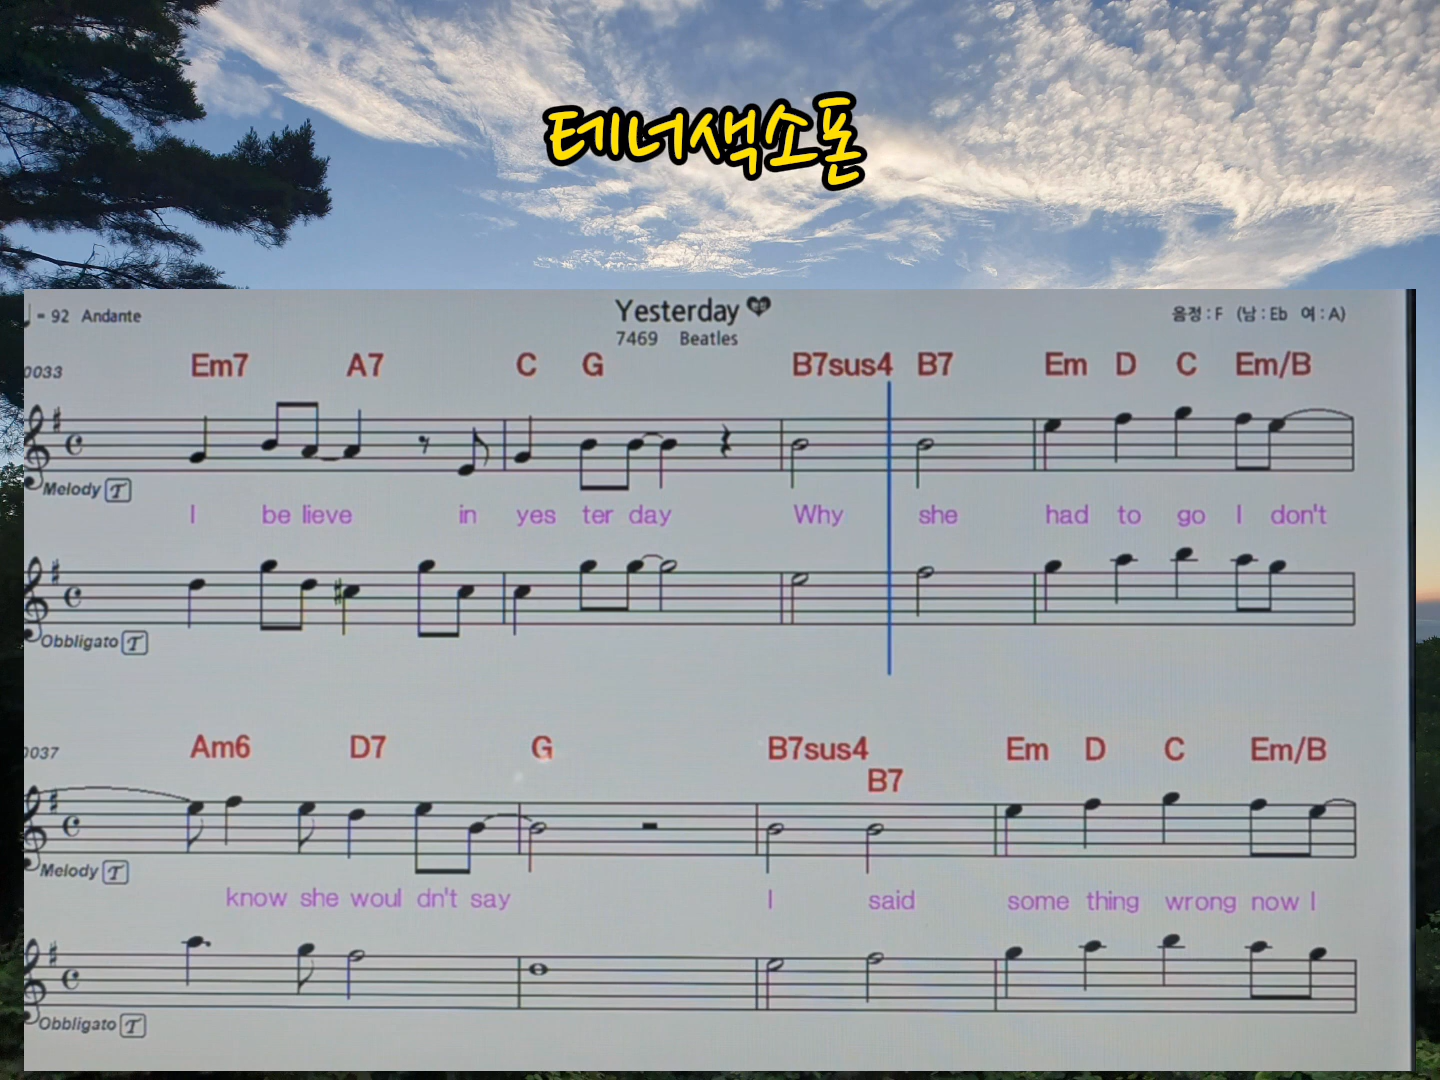 테너색소폰
Yesterday
♩ = 92 Andante
음정 : F (남 : Eb 여 : A)
7469 Beatles
0033
Em7 A7 C G B7sus4 B7 Em D C Em/B
Melody T
I be lieve in yes ter day Why she had to go I don't
Obbligato T
0037
Am6 D7 G B7sus4 B7 Em D C Em/B
Melody T
know she woul dn't say I said some thing wrong now I
Obbligato T